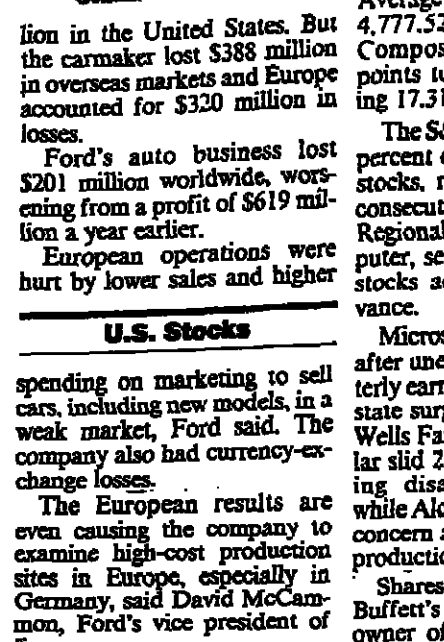 lion in the United States. But
the carmaker lost $388 million
in overseas markets and Europe
accounted for $320 million in
losses.
Ford's auto business lost
$201 million worldwide, wors-
ening from a profit of $619 mil-
lion a year earlier.
European operations were
hurt by lower sales and higher
U.S. Stocks
spending on marketing to sell
cars, including new models, in a
weak market, Ford said. The
company also had currency-ex-
change losses.
The European results are
even causing the company to
examine high-cost production
sites in Europe, especially in
Germany, said David McCam-
mon, Ford's vice president of
Average
4,777.52
Compos
points tu
ing 17.31
The S
percent
stocks, r
consecut
Regional
puter, se
stocks a
vance.
Micros
after une
terly earn
state sur
Wells Fa
lar slid 2
ing disa
while Alc
concern a
productio
Shares
Buffett's
owner of